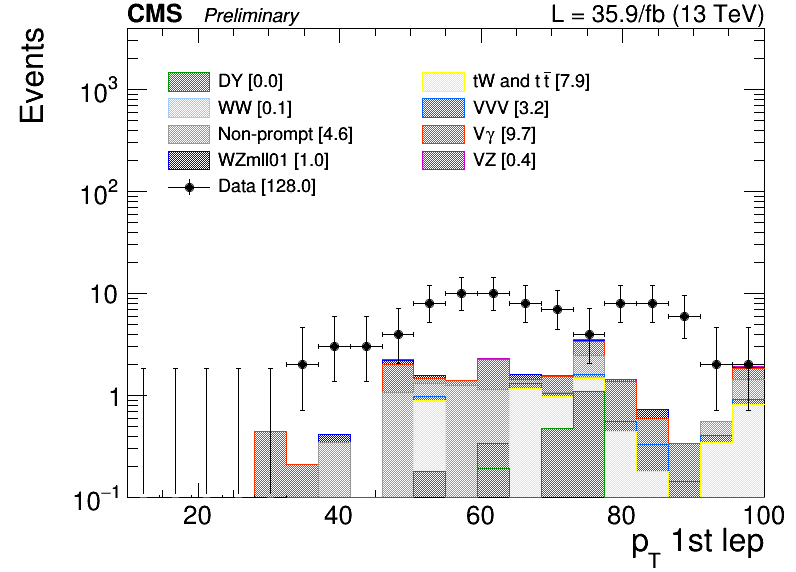 CMS Preliminary L = 35.9/fb (13 TeV)
Events
10³
10²
10
1
10⁻¹
DY [0.0]
WW [0.1]
Non-prompt [4.6]
WZmll01 [1.0]
Data [128.0]
tW and tt̅ [7.9]
VVV [3.2]
Vγ [9.7]
VZ [0.4]
20 40 60 80 100
p_T 1st lep